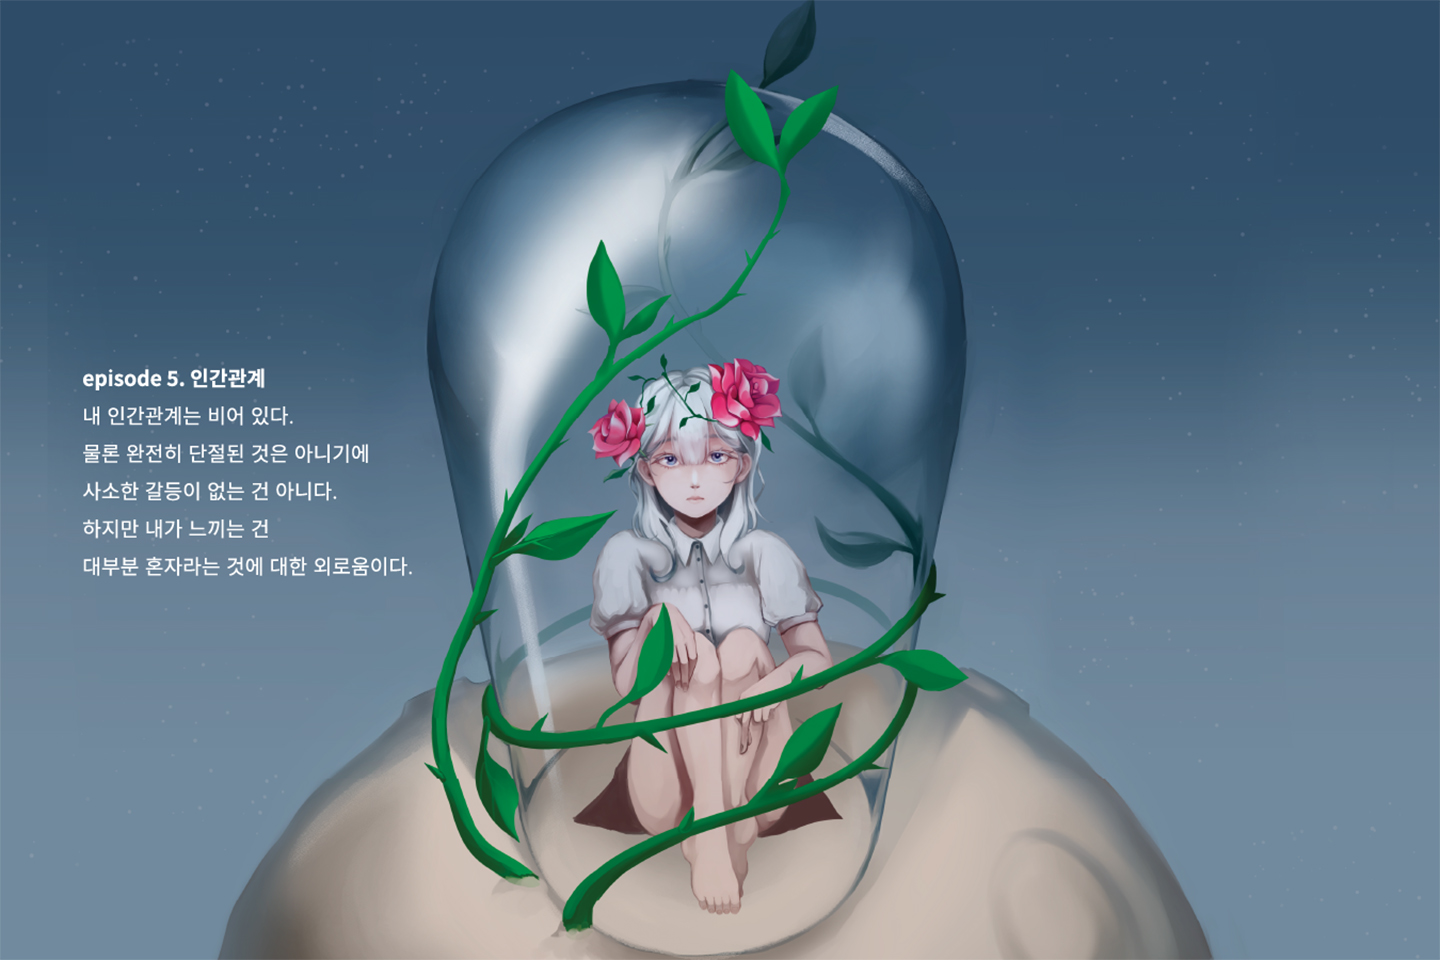 episode 5. 인간관계
내 인간관계는 비어 있다.
물론 완전히 단절된 것은 아니기에
사소한 갈등이 없는 건 아니다.
하지만 내가 느끼는 건
대부분 혼자라는 것에 대한 외로움이다.